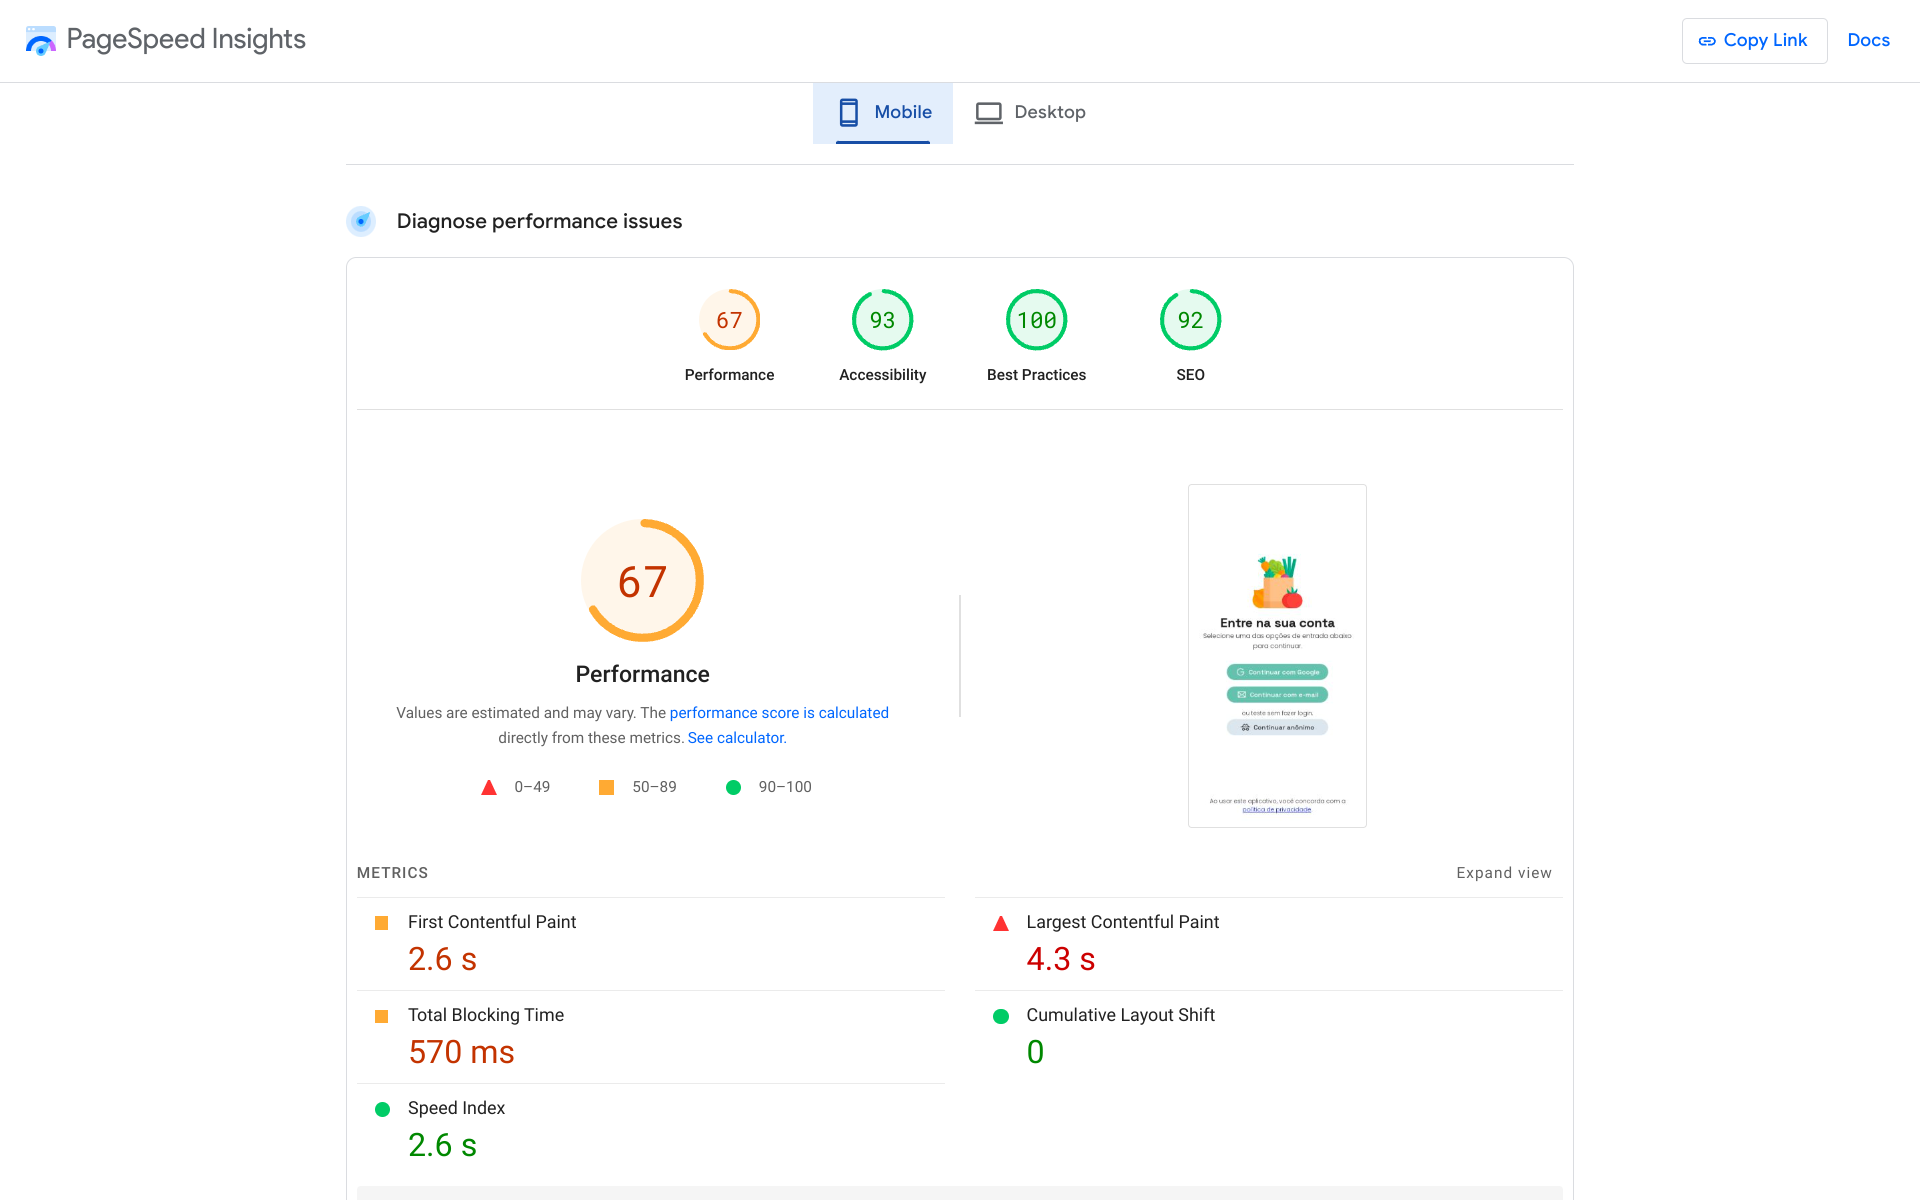 PageSpeed Insights
Copy Link
Docs
Mobile
Desktop
Diagnose performance issues
67
93
100
92
Performance
Accessibility
Best Practices
SEO
67
Performance
Values are estimated and may vary. The performance score is calculated
directly from these metrics. See calculator.
0–49
50–89
90–100
Entre na sua conta
Selecione uma das opções de entrada abaixo
para continuar
Continuar com Google
Continuar com e-mail
ou teste sem fazer login.
Continuar anônimo
Ao usar este aplicativo, você concorda com a
política de privacidade
METRICS
Expand view
First Contentful Paint
2.6 s
Largest Contentful Paint
4.3 s
Total Blocking Time
570 ms
Cumulative Layout Shift
0
Speed Index
2.6 s